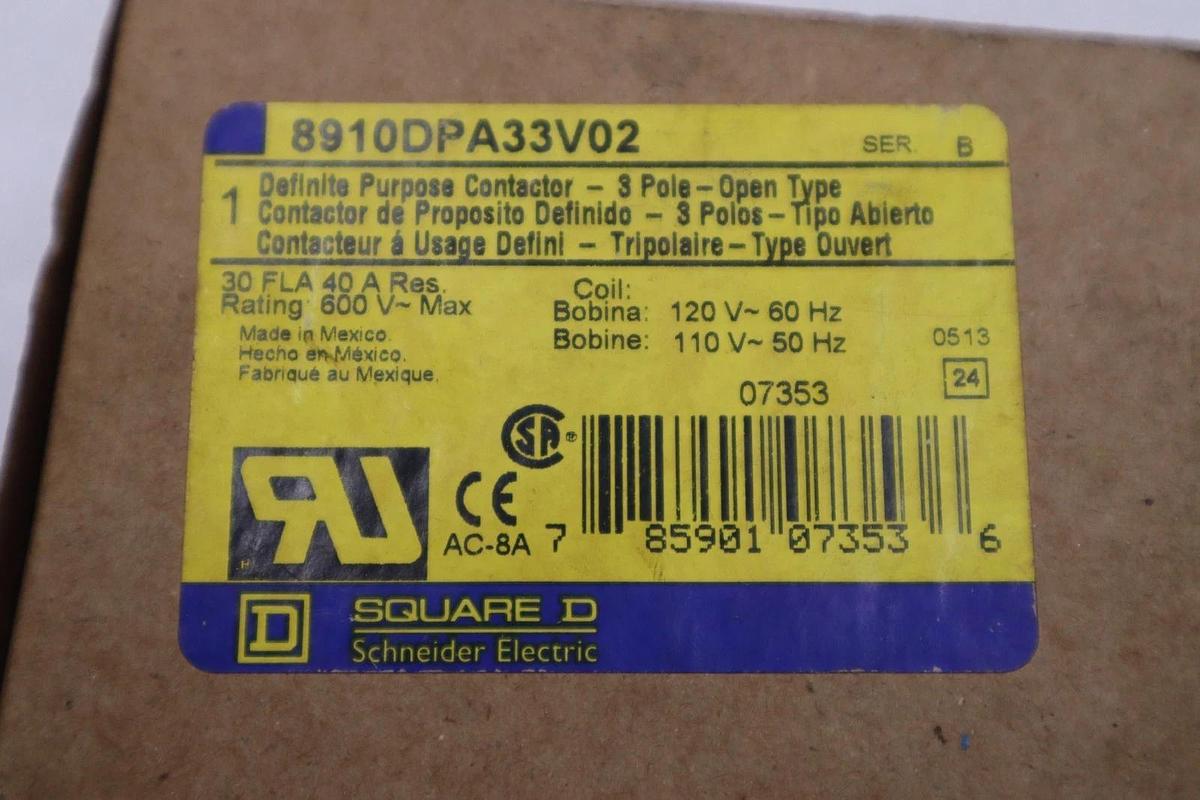 8910DPA33V02 SER. B
1
Definite Purpose Contactor - 3 Pole - Open Type
Contactor de Proposito Definido - 3 Polos - Tipo Abierto
Contacteur á Usage Defini - Tripolaire - Type Ouvert
30 FLA 40 A Res.
Rating: 600 V~ Max
Made in Mexico.
Hecho en México.
Fabriqué au Mexique.
Coil:
Bobina: 120 V~ 60 Hz
Bobine: 110 V~ 50 Hz
0513
24
07353
SA ®
CE
AC-8A
RU
7 85901 07353 6
D
SQUARE D
Schneider Electric